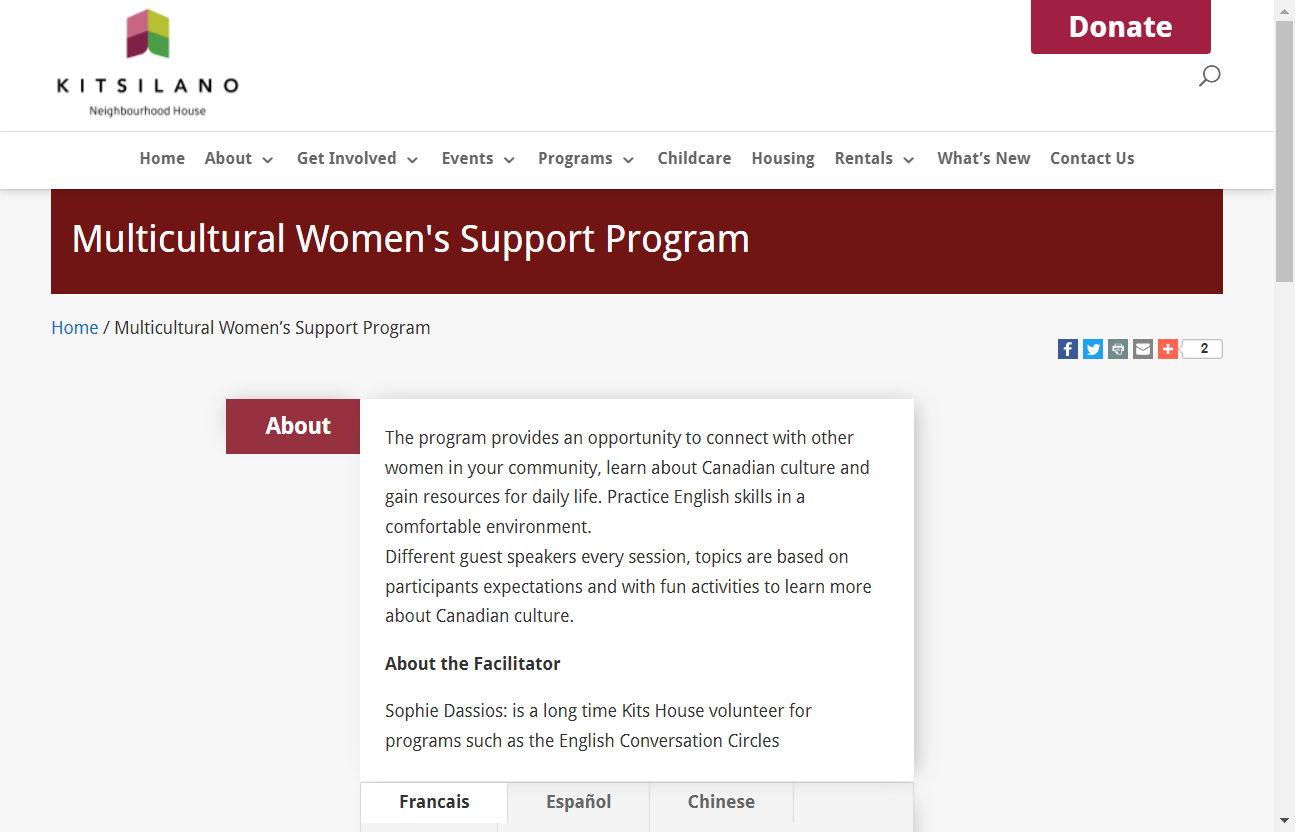 KITSILANO
Neighbourhood House
Donate
Home About Get Involved Events Programs Childcare Housing Rentals What's New Contact Us
Multicultural Women's Support Program
Home / Multicultural Women's Support Program
2
About
The program provides an opportunity to connect with other
women in your community, learn about Canadian culture and
gain resources for daily life. Practice English skills in a
comfortable environment.
Different guest speakers every session, topics are based on
participants expectations and with fun activities to learn more
about Canadian culture.
About the Facilitator
Sophie Dassios: is a long time Kits House volunteer for
programs such as the English Conversation Circles
Francais Español Chinese